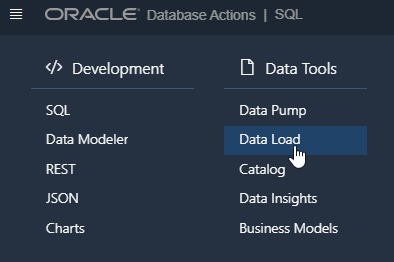 ORACLE Database Actions | SQL
Development
SQL
Data Modeler
REST
JSON
Charts
Data Tools
Data Pump
Data Load
Catalog
Data Insights
Business Models